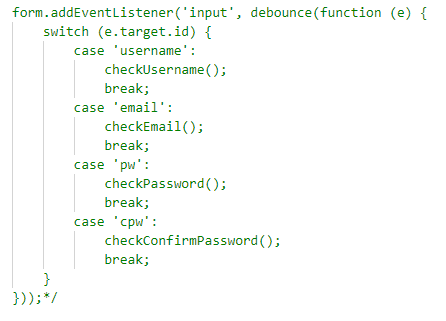 form.addEventListener('input', debounce(function (e) {
    switch (e.target.id) {
        case 'username':
            checkUsername();
            break;
        case 'email':
            checkEmail();
            break;
        case 'pw':
            checkPassword();
            break;
        case 'cpw':
            checkConfirmPassword();
            break;
    }
}));*/